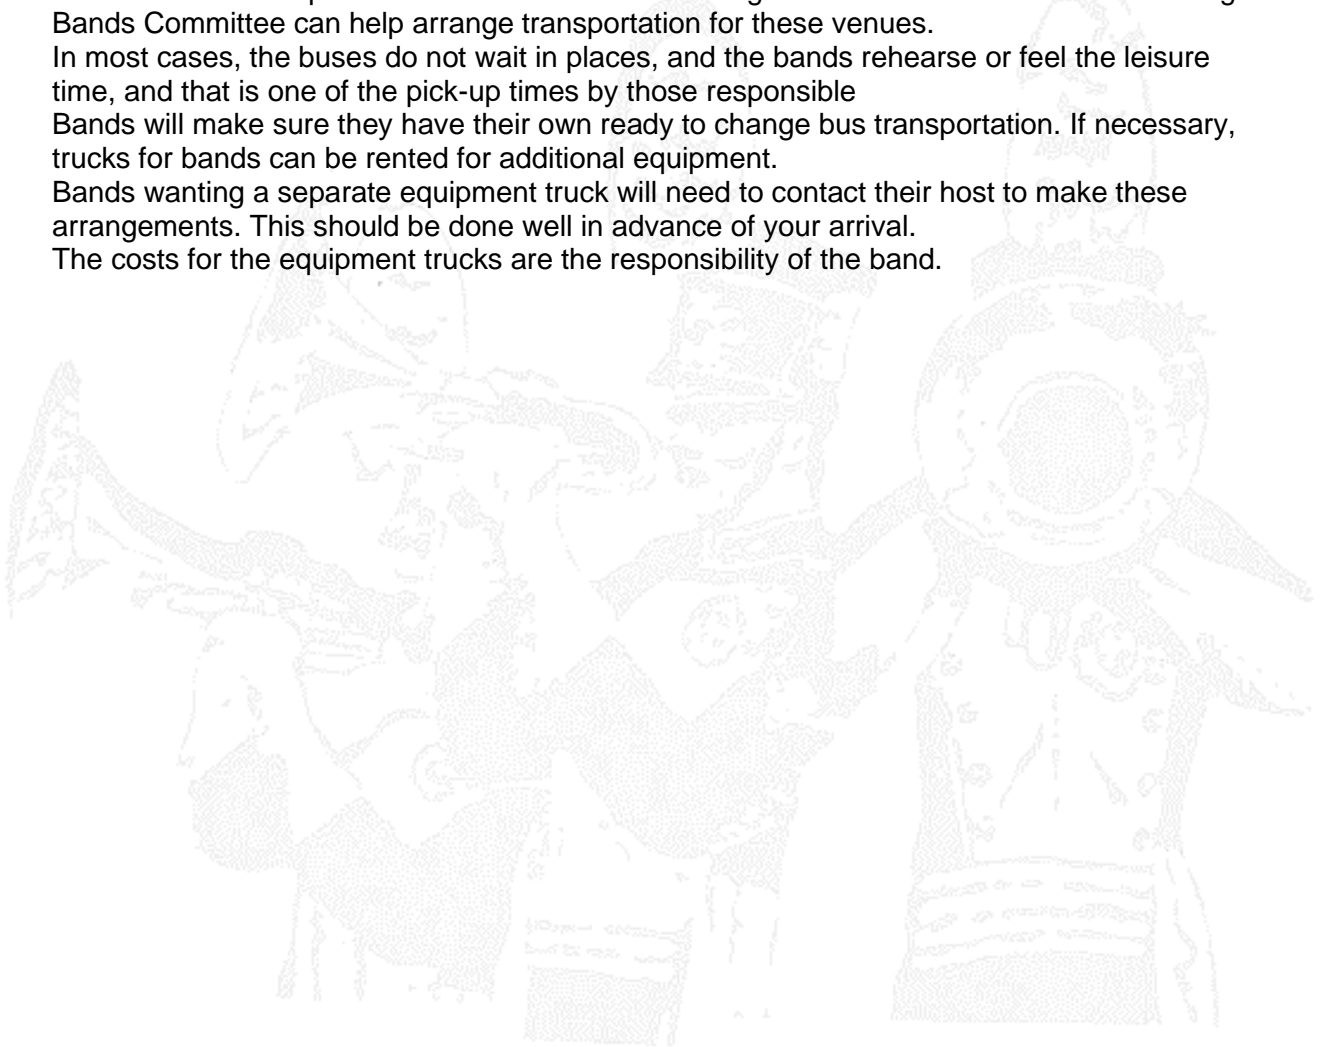 Bands Committee can help arrange transportation for these venues.
In most cases, the buses do not wait in places, and the bands rehearse or feel the leisure
time, and that is one of the pick-up times by those responsible
Bands will make sure they have their own ready to change bus transportation. If necessary,
trucks for bands can be rented for additional equipment.
Bands wanting a separate equipment truck will need to contact their host to make these
arrangements. This should be done well in advance of your arrival.
The costs for the equipment trucks are the responsibility of the band.